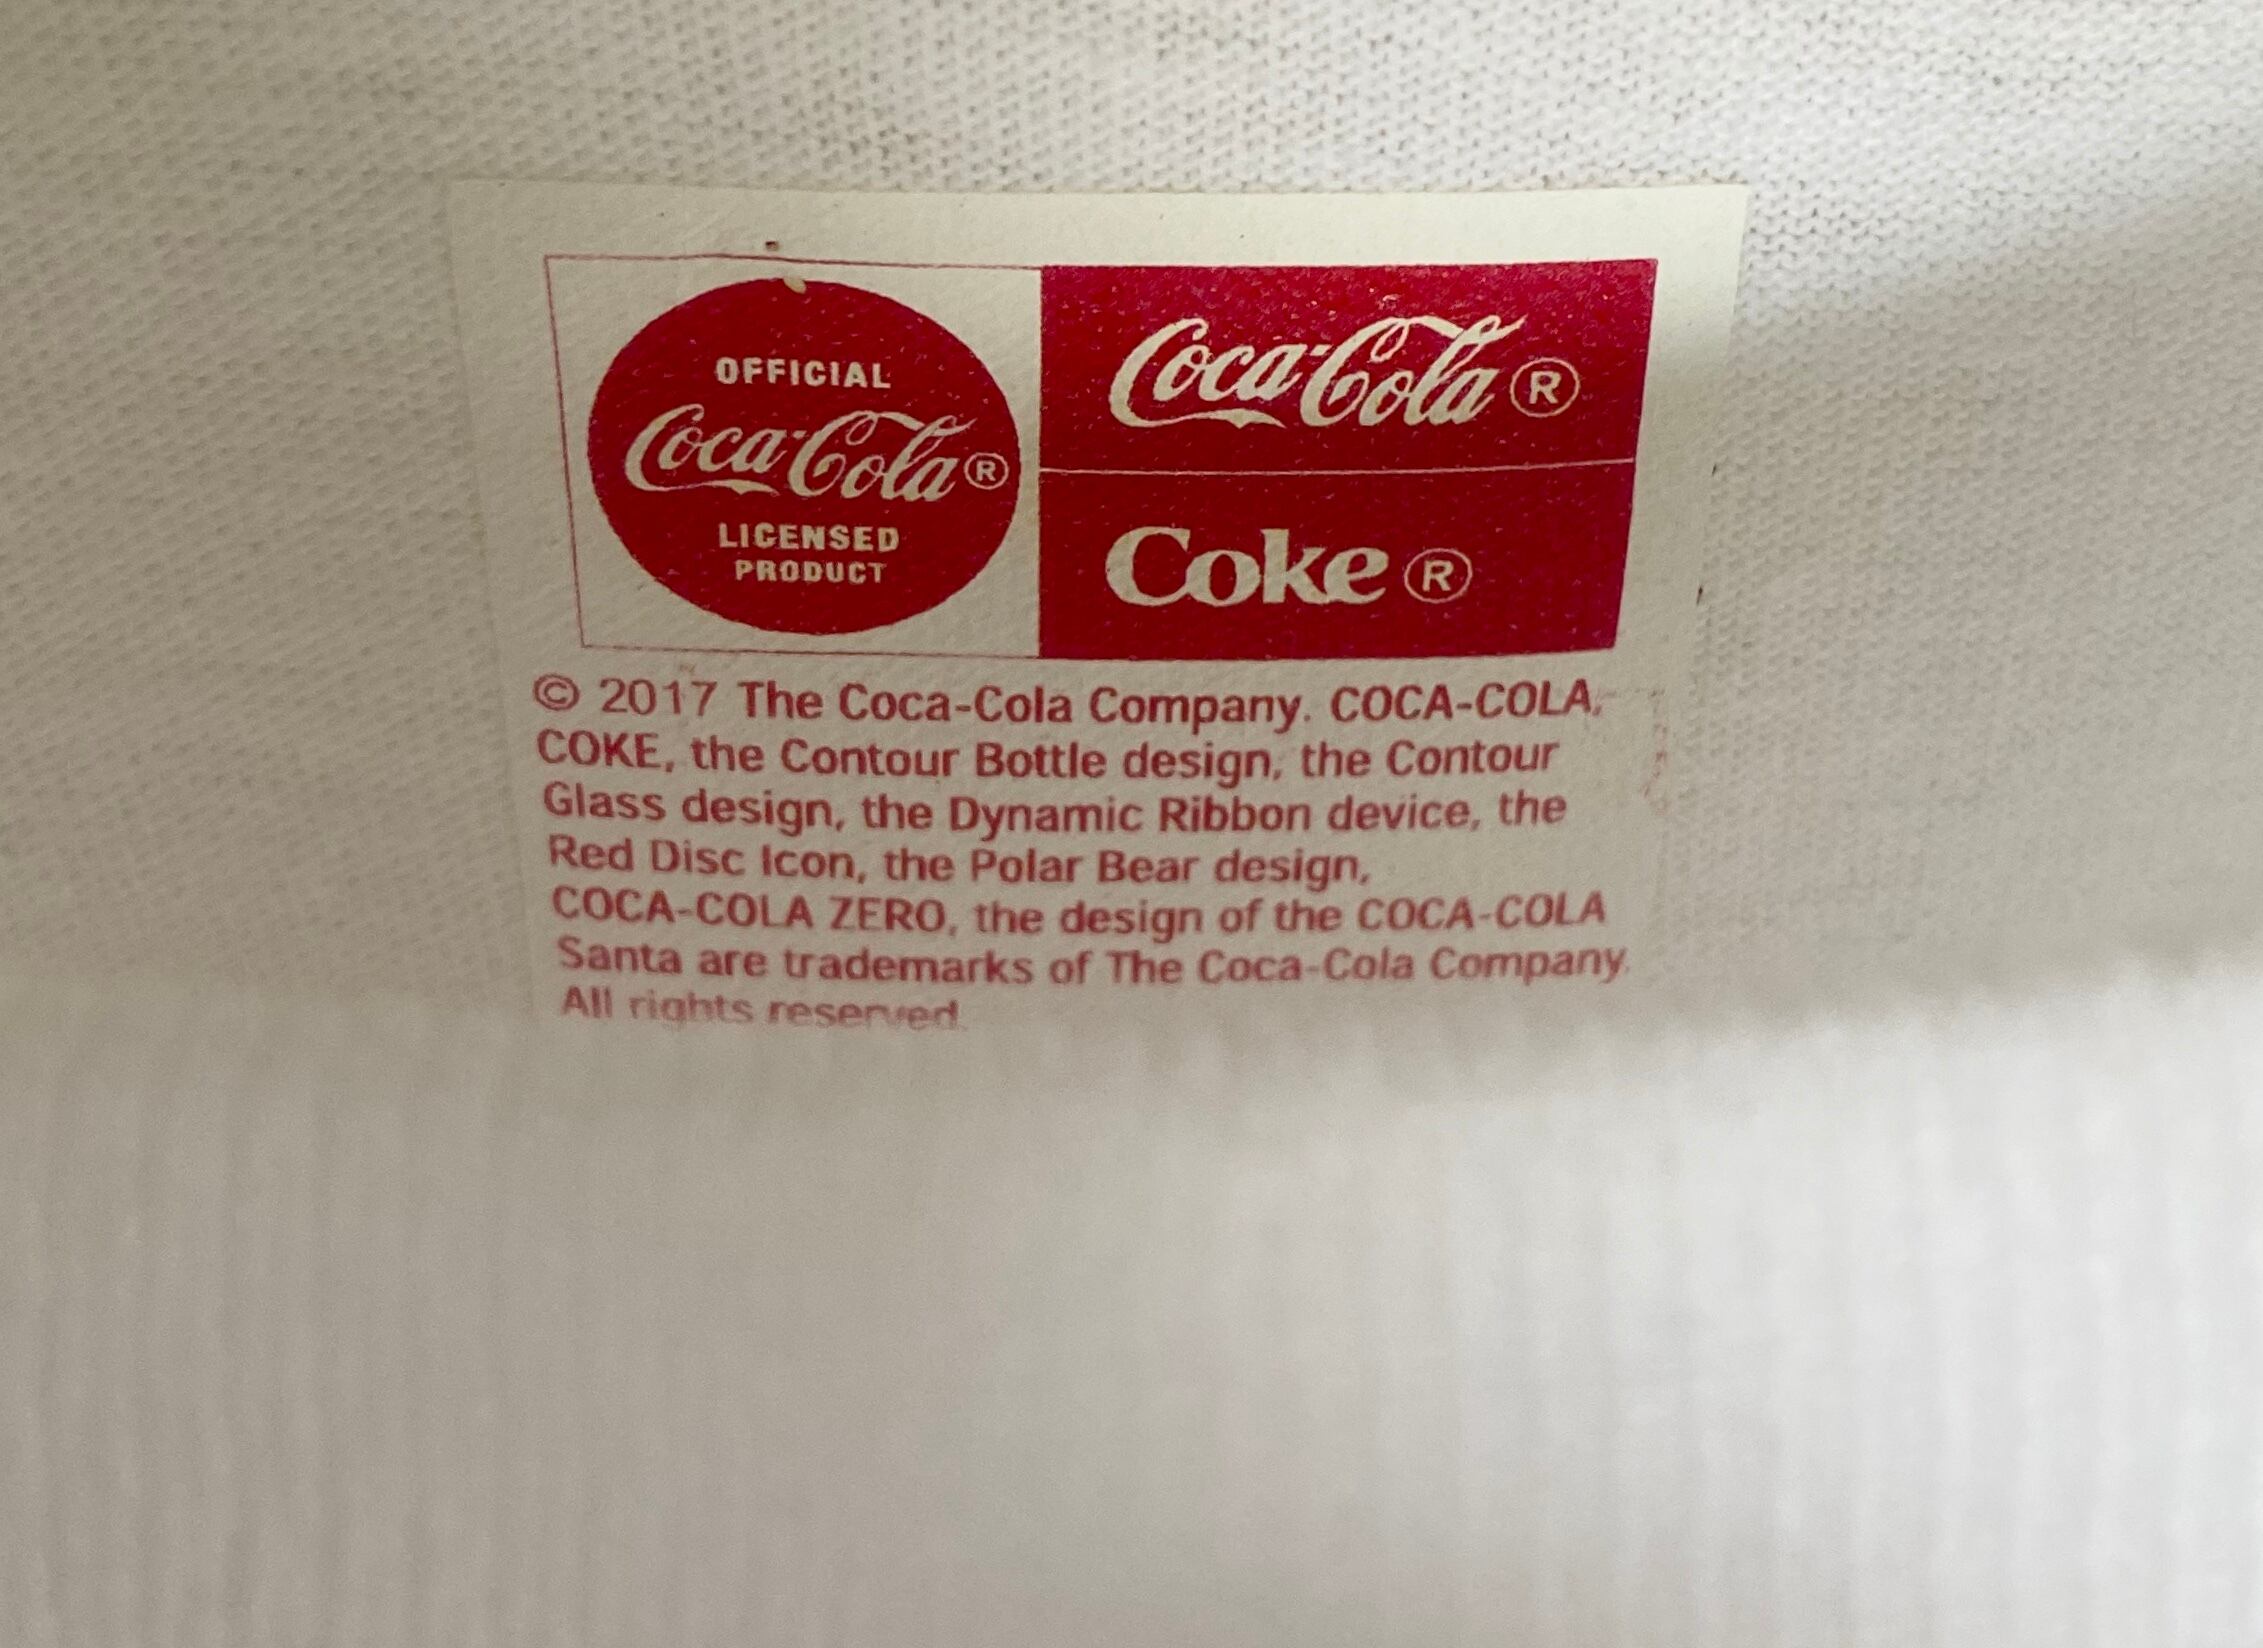 OFFICIAL
Coca-Cola®
LICENSED
PRODUCT
Coca-Cola®
Coke®
© 2017 The Coca-Cola Company. COCA-COLA,
COKE, the Contour Bottle design, the Contour
Glass design, the Dynamic Ribbon device, the
Red Disc Icon, the Polar Bear design,
COCA-COLA ZERO, the design of the COCA-COLA
Santa are trademarks of The Coca-Cola Company.
All rights reserved.